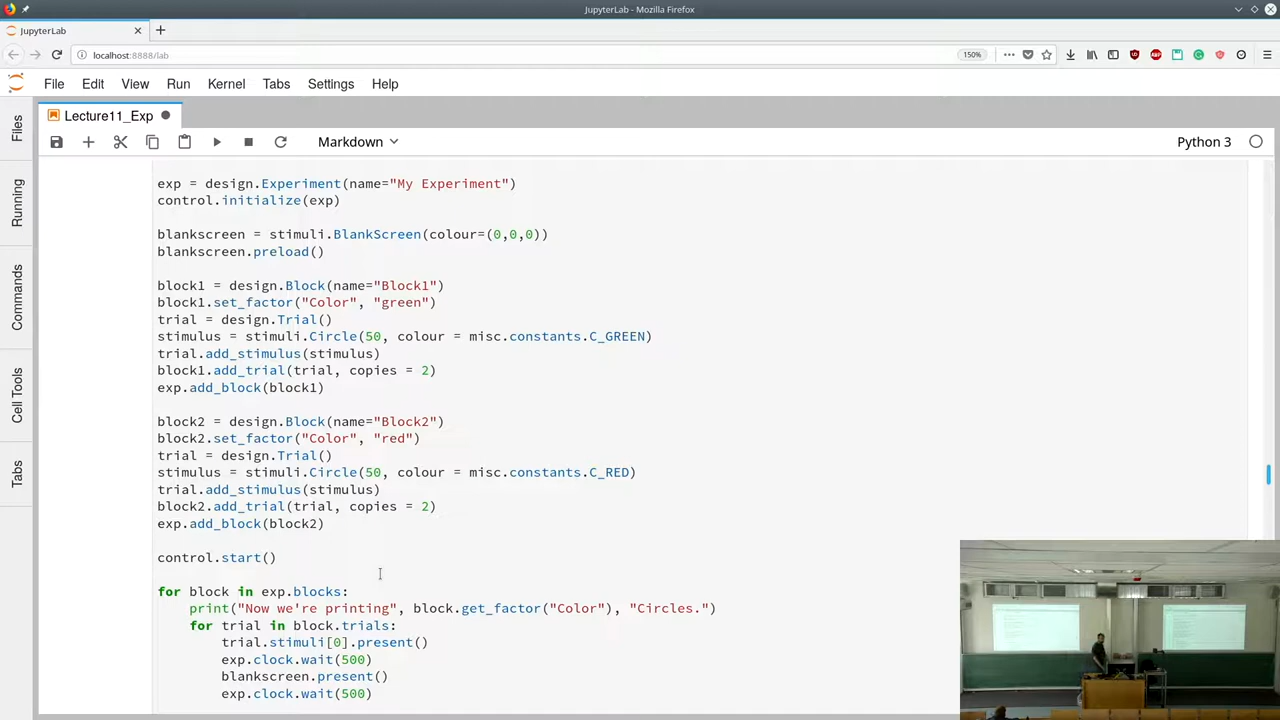 JupyterLab - Mozilla Firefox
JupyterLab
localhost:8888/lab
150%
File Edit View Run Kernel Tabs Settings Help
Lecture11_Exp
Markdown
Python 3
Files
Running
Commands
Cell Tools
Tabs
exp = design.Experiment(name="My Experiment")
control.initialize(exp)
blankscreen = stimuli.BlankScreen(colour=(0,0,0))
blankscreen.preload()
block1 = design.Block(name="Block1")
block1.set_factor("Color", "green")
trial = design.Trial()
stimulus = stimuli.Circle(50, colour = misc.constants.C_GREEN)
trial.add_stimulus(stimulus)
block1.add_trial(trial, copies = 2)
exp.add_block(block1)
block2 = design.Block(name="Block2")
block2.set_factor("Color", "red")
trial = design.Trial()
stimulus = stimuli.Circle(50, colour = misc.constants.C_RED)
trial.add_stimulus(stimulus)
block2.add_trial(trial, copies = 2)
exp.add_block(block2)
control.start()
for block in exp.blocks:
print("Now we're printing", block.get_factor("Color"), "Circles.")
for trial in block.trials:
trial.stimuli[0].present()
exp.clock.wait(500)
blankscreen.present()
exp.clock.wait(500)